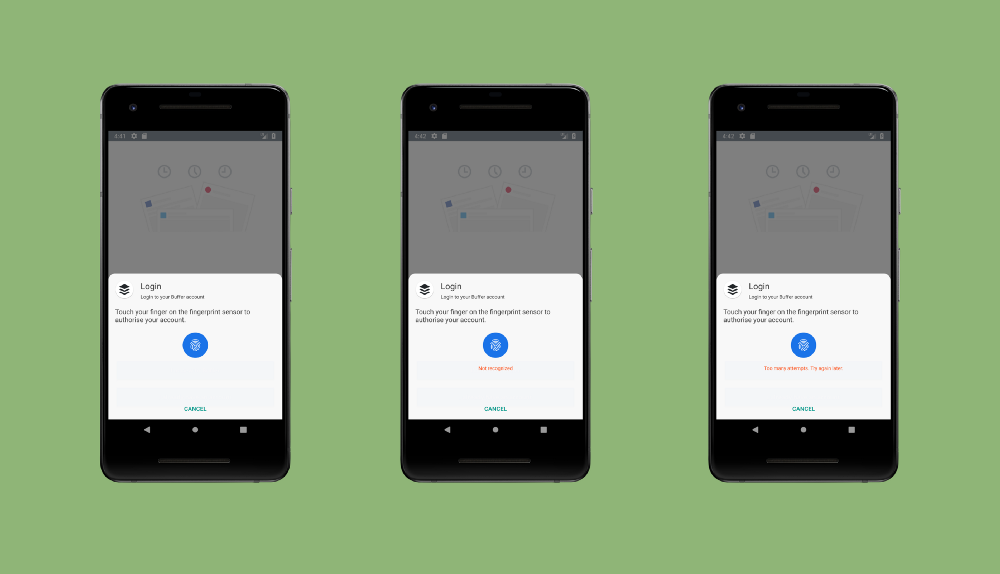 4:41
Login
Login to your Buffer account
Touch your finger on the fingerprint sensor to
authorise your account.
CANCEL
4:42
Login
Login to your Buffer account
Touch your finger on the fingerprint sensor to
authorise your account.
Not recognized
CANCEL
4:42
Login
Login to your Buffer account
Touch your finger on the fingerprint sensor to
authorise your account.
Too many attempts. Try again later.
CANCEL